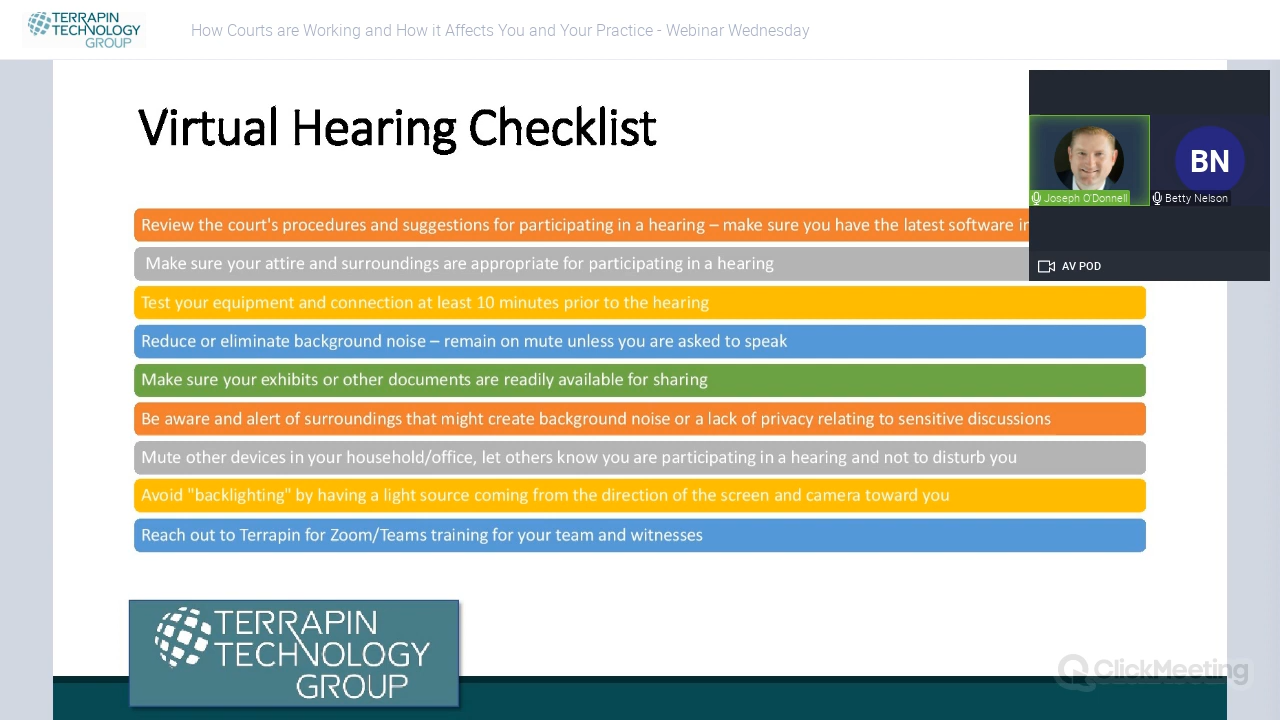 TERRAPIN
TECHNOLOGY
GROUP
How Courts are Working and How it Affects You and Your Practice - Webinar Wednesday
Virtual Hearing Checklist
Review the court's procedures and suggestions for participating in a hearing – make sure you have the latest software
Make sure your attire and surroundings are appropriate for participating in a hearing
Test your equipment and connection at least 10 minutes prior to the hearing
Reduce or eliminate background noise – remain on mute unless you are asked to speak
Make sure your exhibits or other documents are readily available for sharing
Be aware and alert of surroundings that might create background noise or a lack of privacy relating to sensitive discussions
Mute other devices in your household/office, let others know you are participating in a hearing and not to disturb you
Avoid "backlighting" by having a light source coming from the direction of the screen and camera toward you
Reach out to Terrapin for Zoom/Teams training for your team and witnesses
BN
Joseph O'Donnell
Betty Nelson
AV POD
TERRAPIN
TECHNOLOGY
GROUP
ClickMeeting